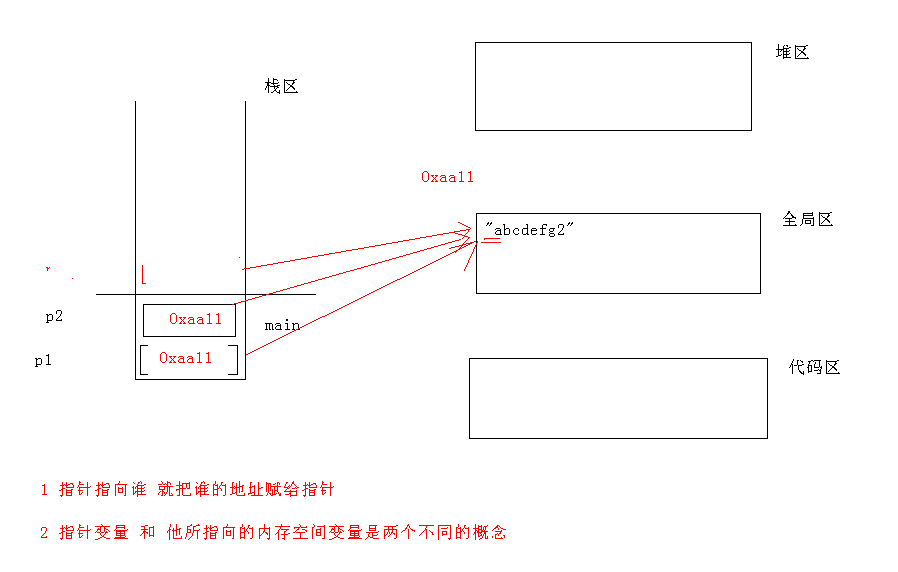 堆区
栈区
0xaa11
全局区
"abcdefg2"
p2
0xaa11
main
p1
0xaa11
代码区
1 指针指向谁 就把谁的地址赋给指针
2 指针变量 和 他所指向的内存空间变量是两个不同的概念